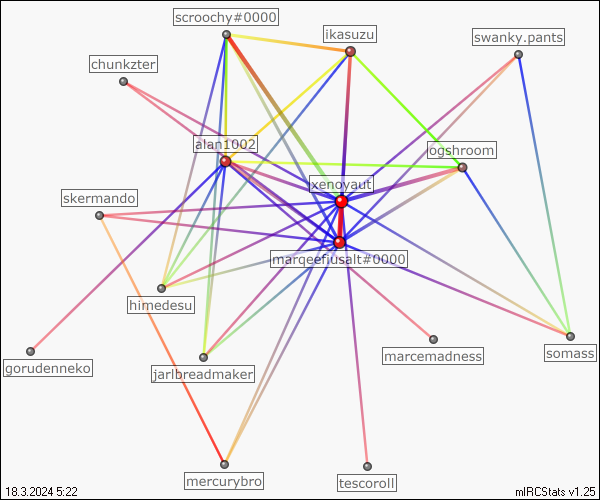 scroochy#0000
ikasuzu
swanky.pants
chunkzter
alan1002
ogshroom
xenoyaut
skermando
marqeefiusalt#0000
himedesu
marcemadness
somass
gorudenneko
jarlbreadmaker
mercurybro
tescoroll
18.3.2024 5:22
mIRCStats v1.25